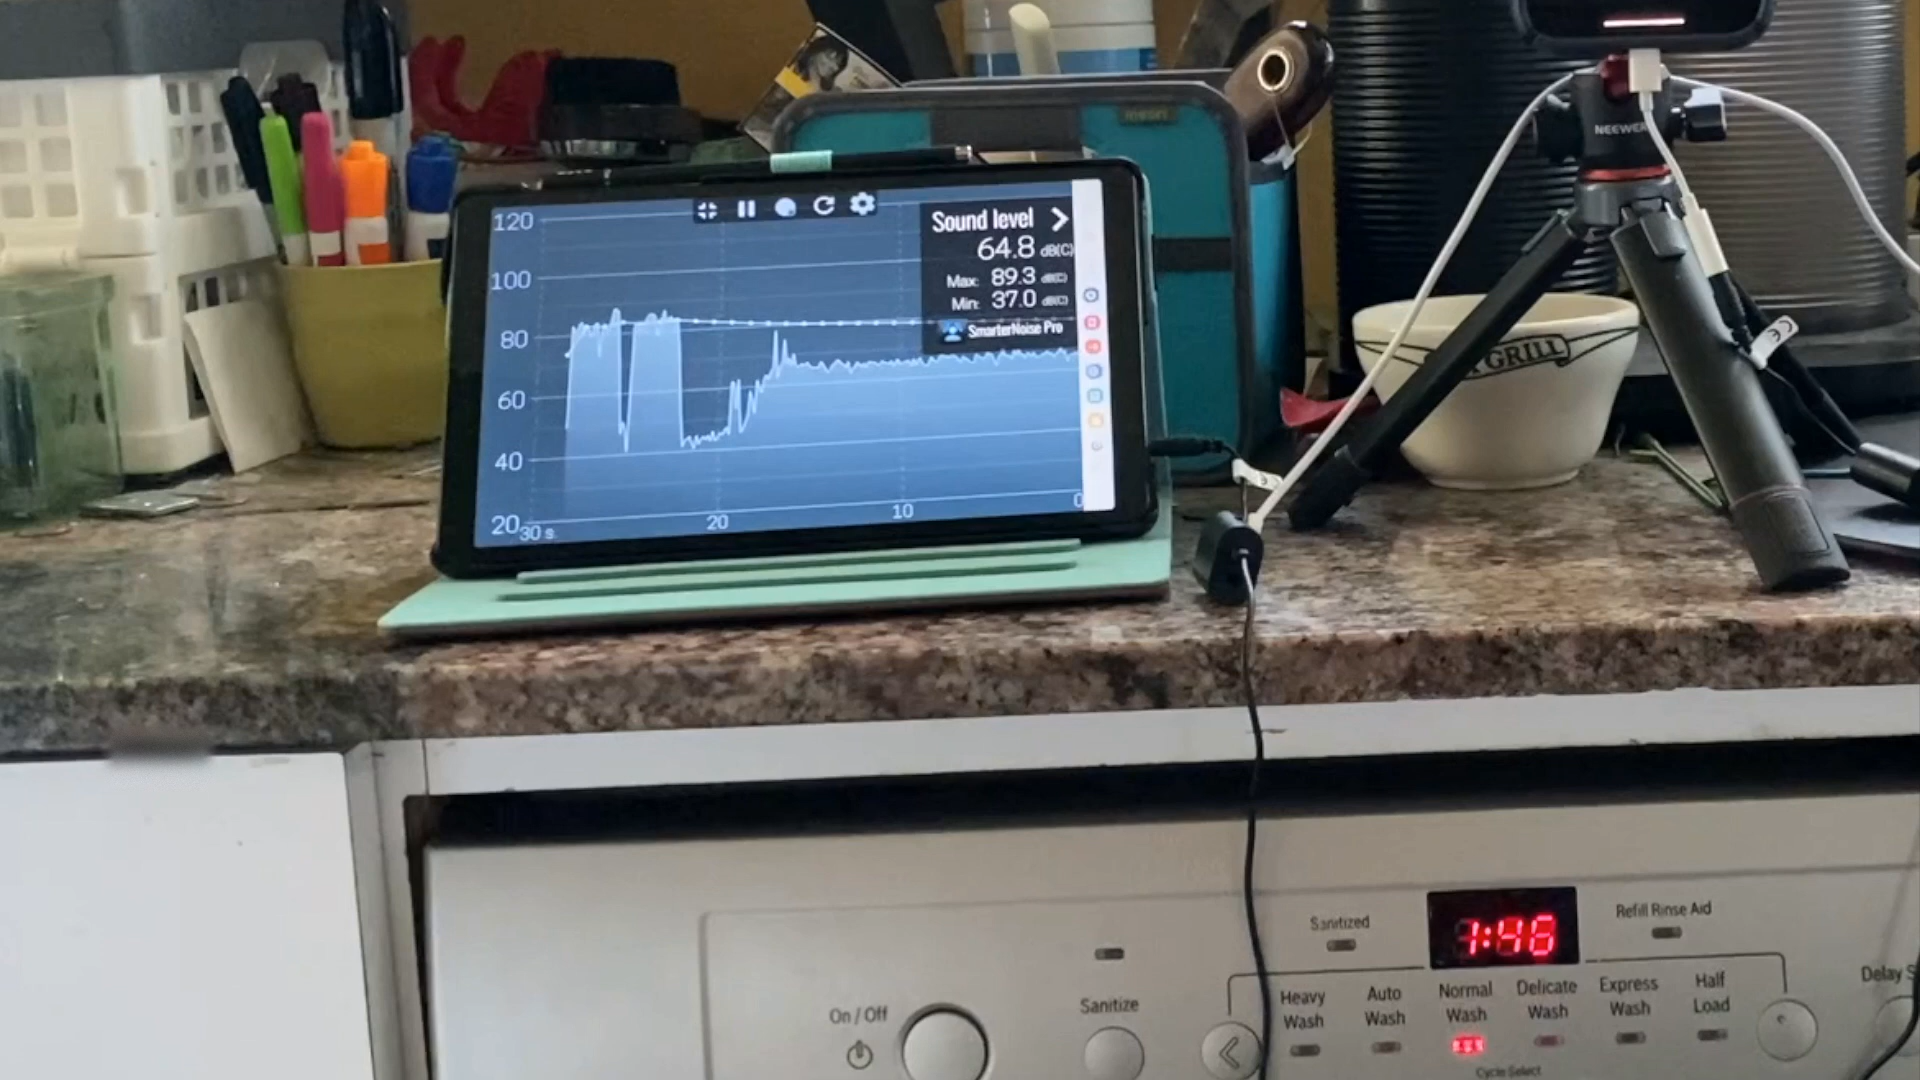 120
100
80
60
40
20
30 s.
20
10
0
Sound level
64.8 dB(C)
Max: 89.3 dB(C)
Min: 37.0 dB(C)
SmarterNoise Pro
NEEWER
GRILL
Sanitized
1:46
Refill Rinse Aid
On / Off
Sanitize
Heavy Wash
Auto Wash
Normal Wash
Delicate Wash
Express Wash
Half Load
Delay S
Cycle Select